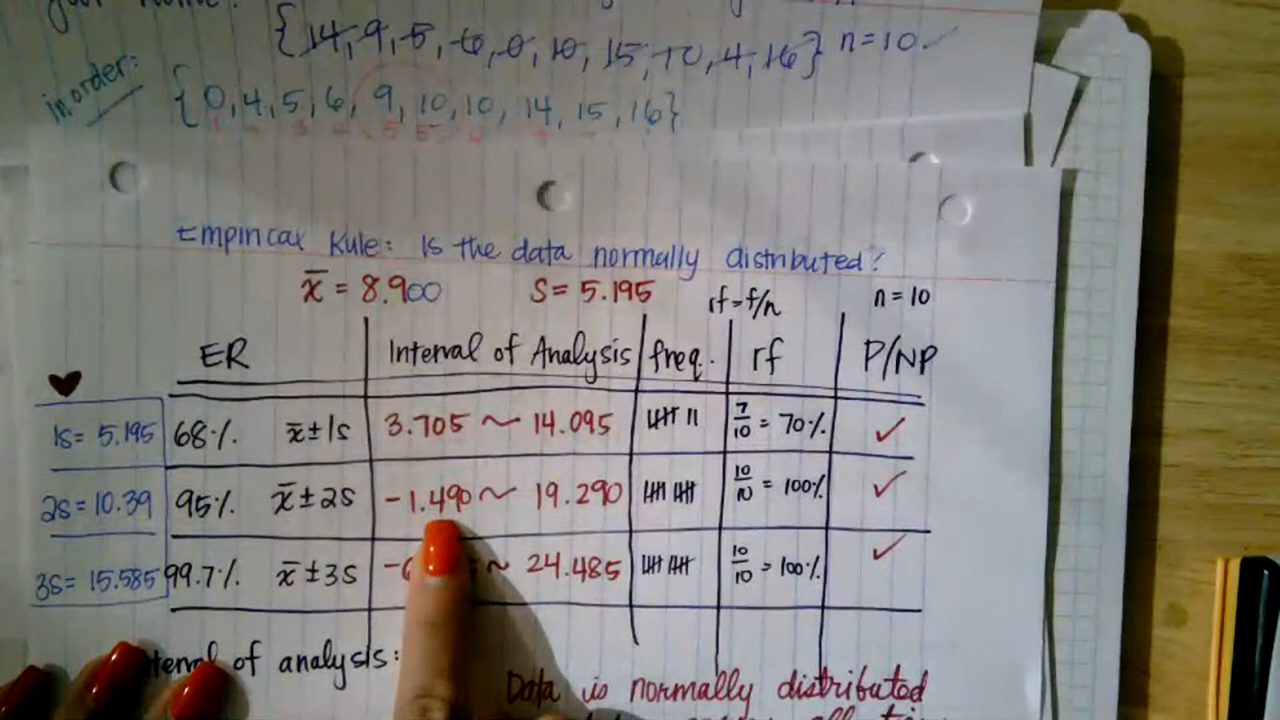 your name:
{14, 9, 5, 6, 0, 10, 15, 10, 4, 16} n=10 ✓
in order:
{0, 4, 5, 6, 9, 10, 10, 14, 15, 16}
Empirical Rule: Is the data normally distributed?
x̄ = 8.900 S = 5.195 rf = f/n n = 10
ER Interval of Analysis freq. rf P/NP
1s = 5.195 68% x̄ ± 1s 3.705 ~ 14.095 𝍸 || 7/10 = 70% ✓
2s = 10.39 95% x̄ ± 2s -1.490 ~ 19.290 𝍸 𝍸 10/10 = 100% ✓
3s = 15.585 99.7% x̄ ± 3s ~ 24.485 𝍸 𝍸 10/10 = 100% ✓
of analysis:
Data is normally distributed